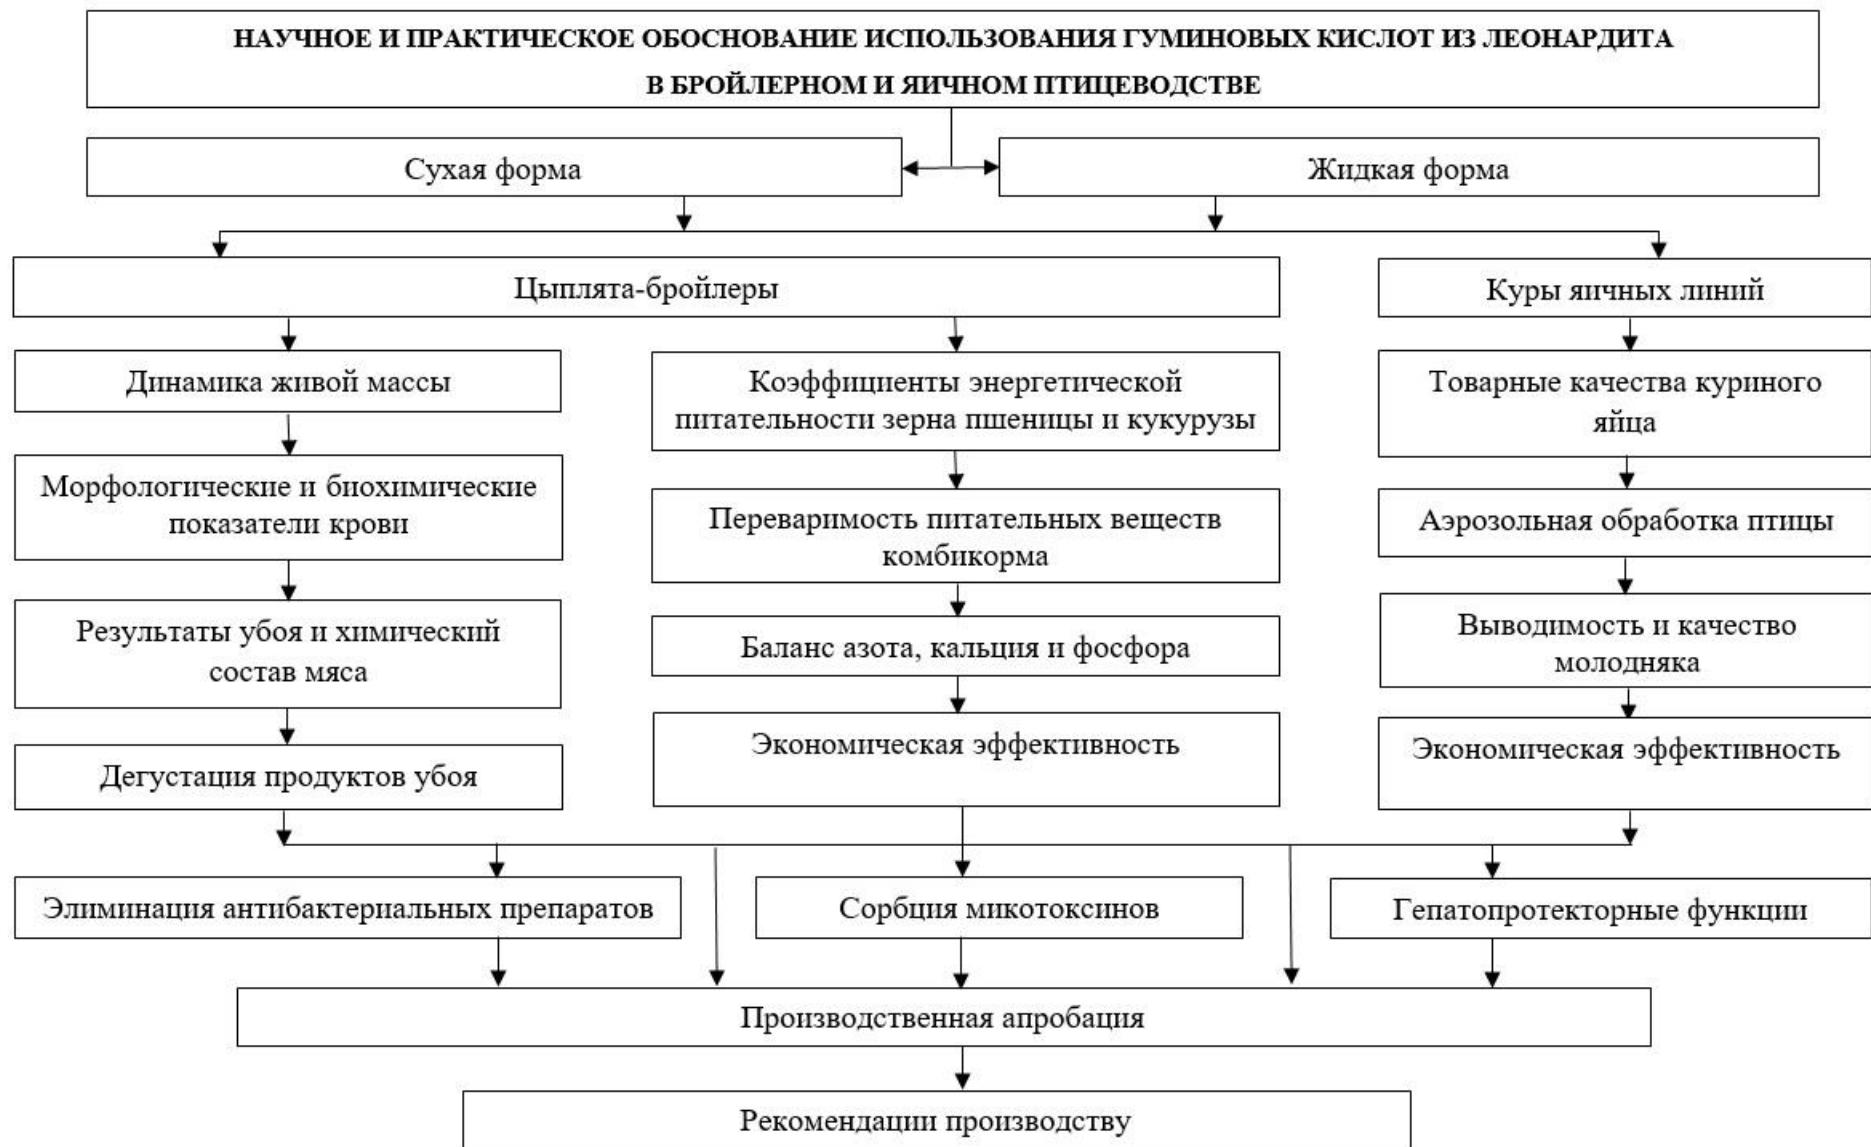 НАУЧНОЕ И ПРАКТИЧЕСКОЕ ОБОСНОВАНИЕ ИСПОЛЬЗОВАНИЯ ГУМИНОВЫХ КИСЛОТ ИЗ ЛЕОНАРДИТА
В БРОЙЛЕРНОМ И ЯИЧНОМ ПТИЦЕВОДСТВЕ
Сухая форма
Жидкая форма
Цыплята-бройлеры
Куры яичных линий
Динамика живой массы
Морфологические и биохимические
показатели крови
Результаты убоя и химический
состав мяса
Дегустация продуктов убоя
Коэффициенты энергетической
питательности зерна пшеницы и кукурузы
Переваримость питательных веществ
комбикорма
Баланс азота, кальция и фосфора
Экономическая эффективность
Товарные качества куриного
яйца
Аэрозольная обработка птицы
Выводимость и качество
молодняка
Экономическая эффективность
Элиминация антибактериальных препаратов
Сорбция микотоксинов
Гепатопротекторные функции
Производственная апробация
Рекомендации производству